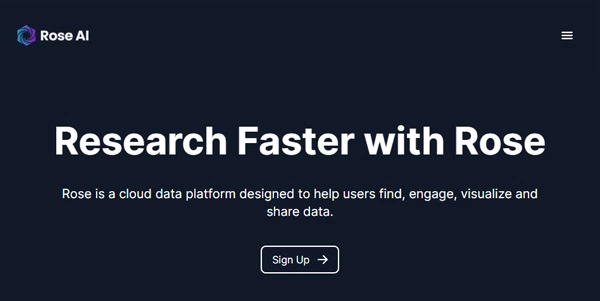 Rose AI
Research Faster with Rose
Rose is a cloud data platform designed to help users find, engage, visualize and
share data.
Sign Up